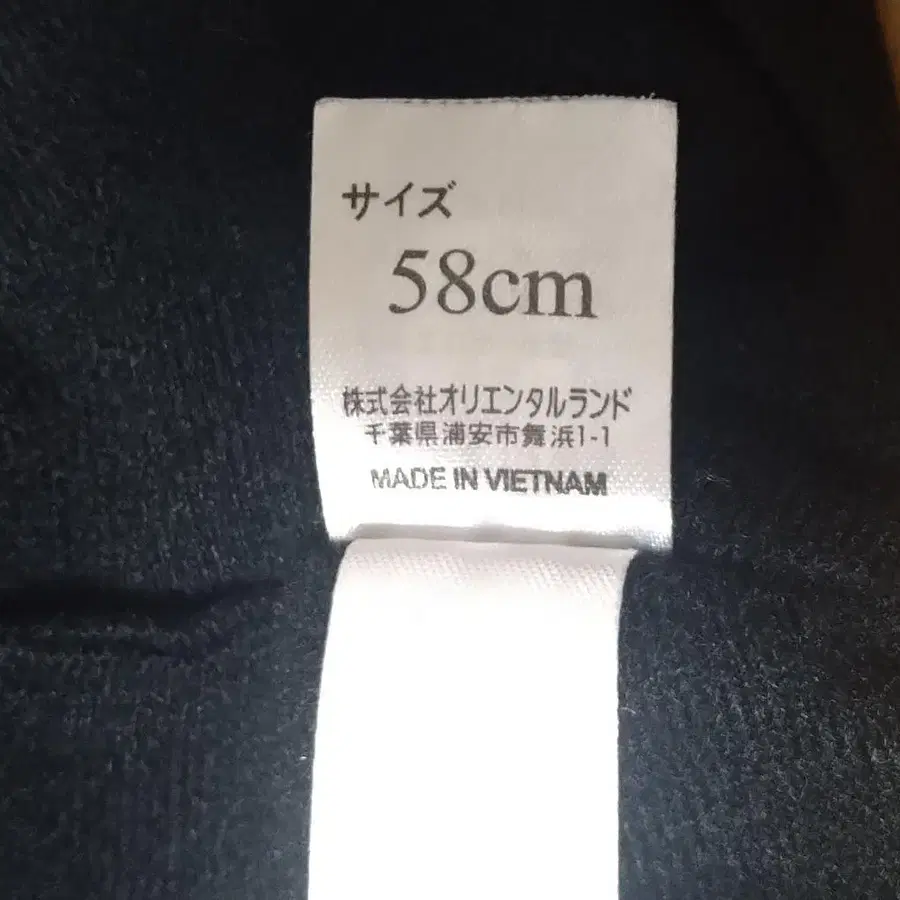 サイズ
58cm
株式会社オリエンタルランド
千葉県浦安市舞浜1-1
MADE IN VIETNAM